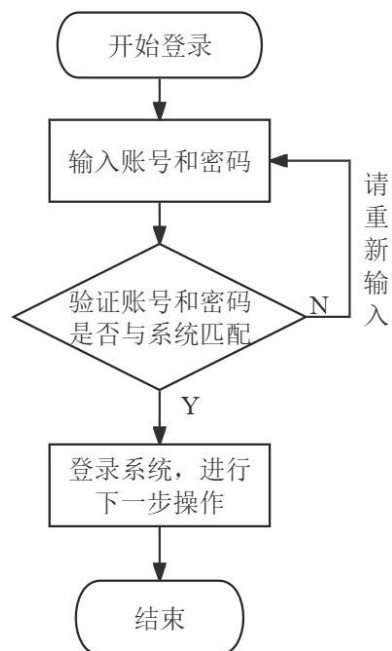 开始登录
输入账号和密码
请重新输入
验证账号和密码
是否与系统匹配
N
Y
登录系统，进行
下一步操作
结束